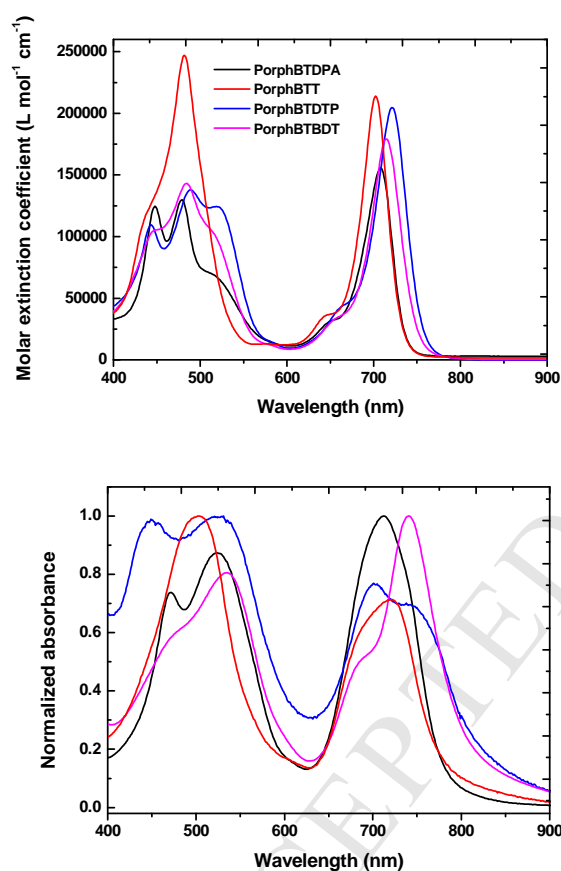 250000
200000
150000
100000
50000
0
Molar extinction coefficient (L mol⁻¹ cm⁻¹)
PorphBTDPA
PorphBTT
PorphBTDTP
PorphBTBDT
400 500 600 700 800 900
Wavelength (nm)
1.0
0.8
0.6
0.4
0.2
0.0
Normalized absorbance
400 500 600 700 800 900
Wavelength (nm)
EPTED